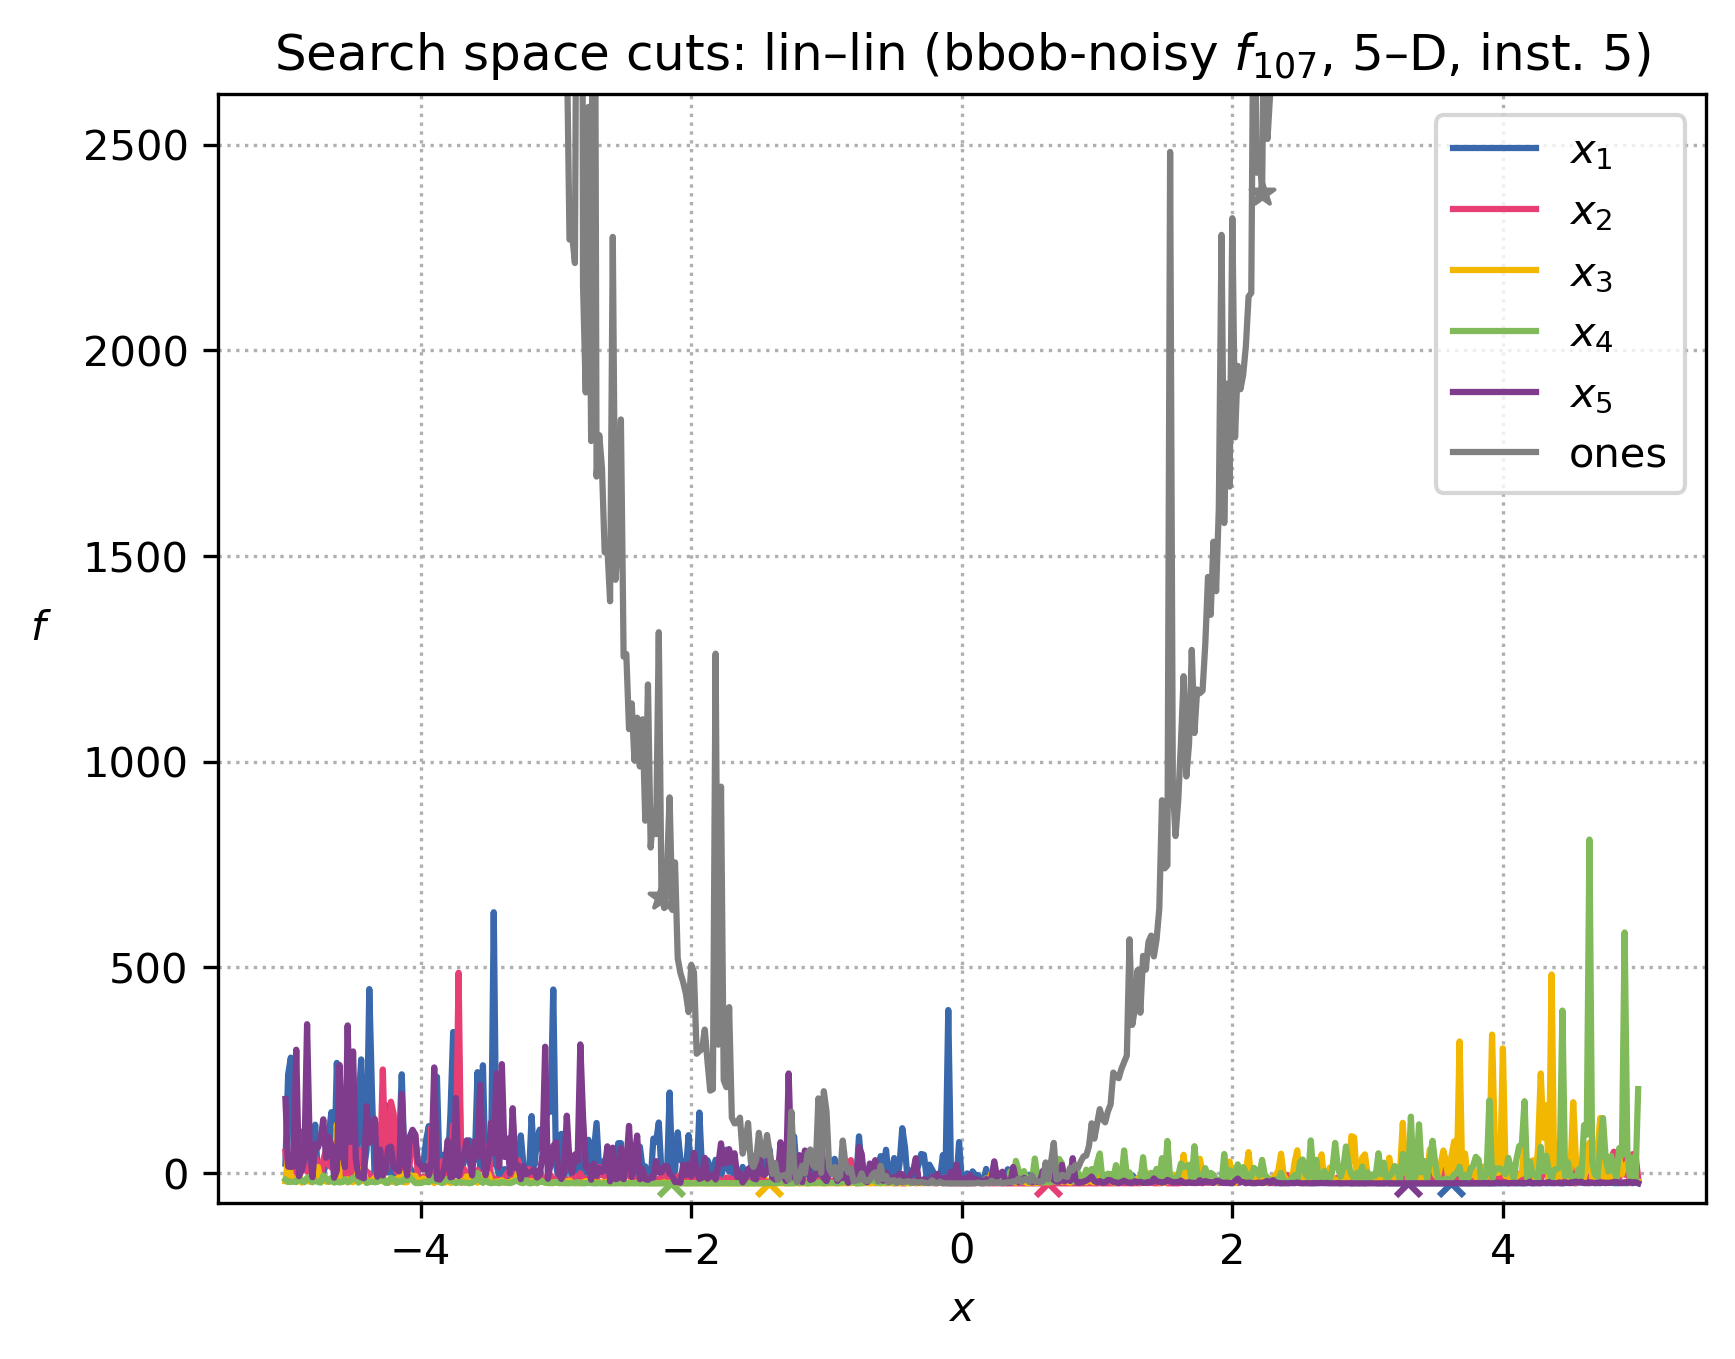 Search space cuts: lin–lin (bbob-noisy f₁₀₇, 5–D, inst. 5)
2500
2000
1500
1000
500
0
f
x₁
x₂
x₃
x₄
x₅
ones
−4
−2
0
2
4
x